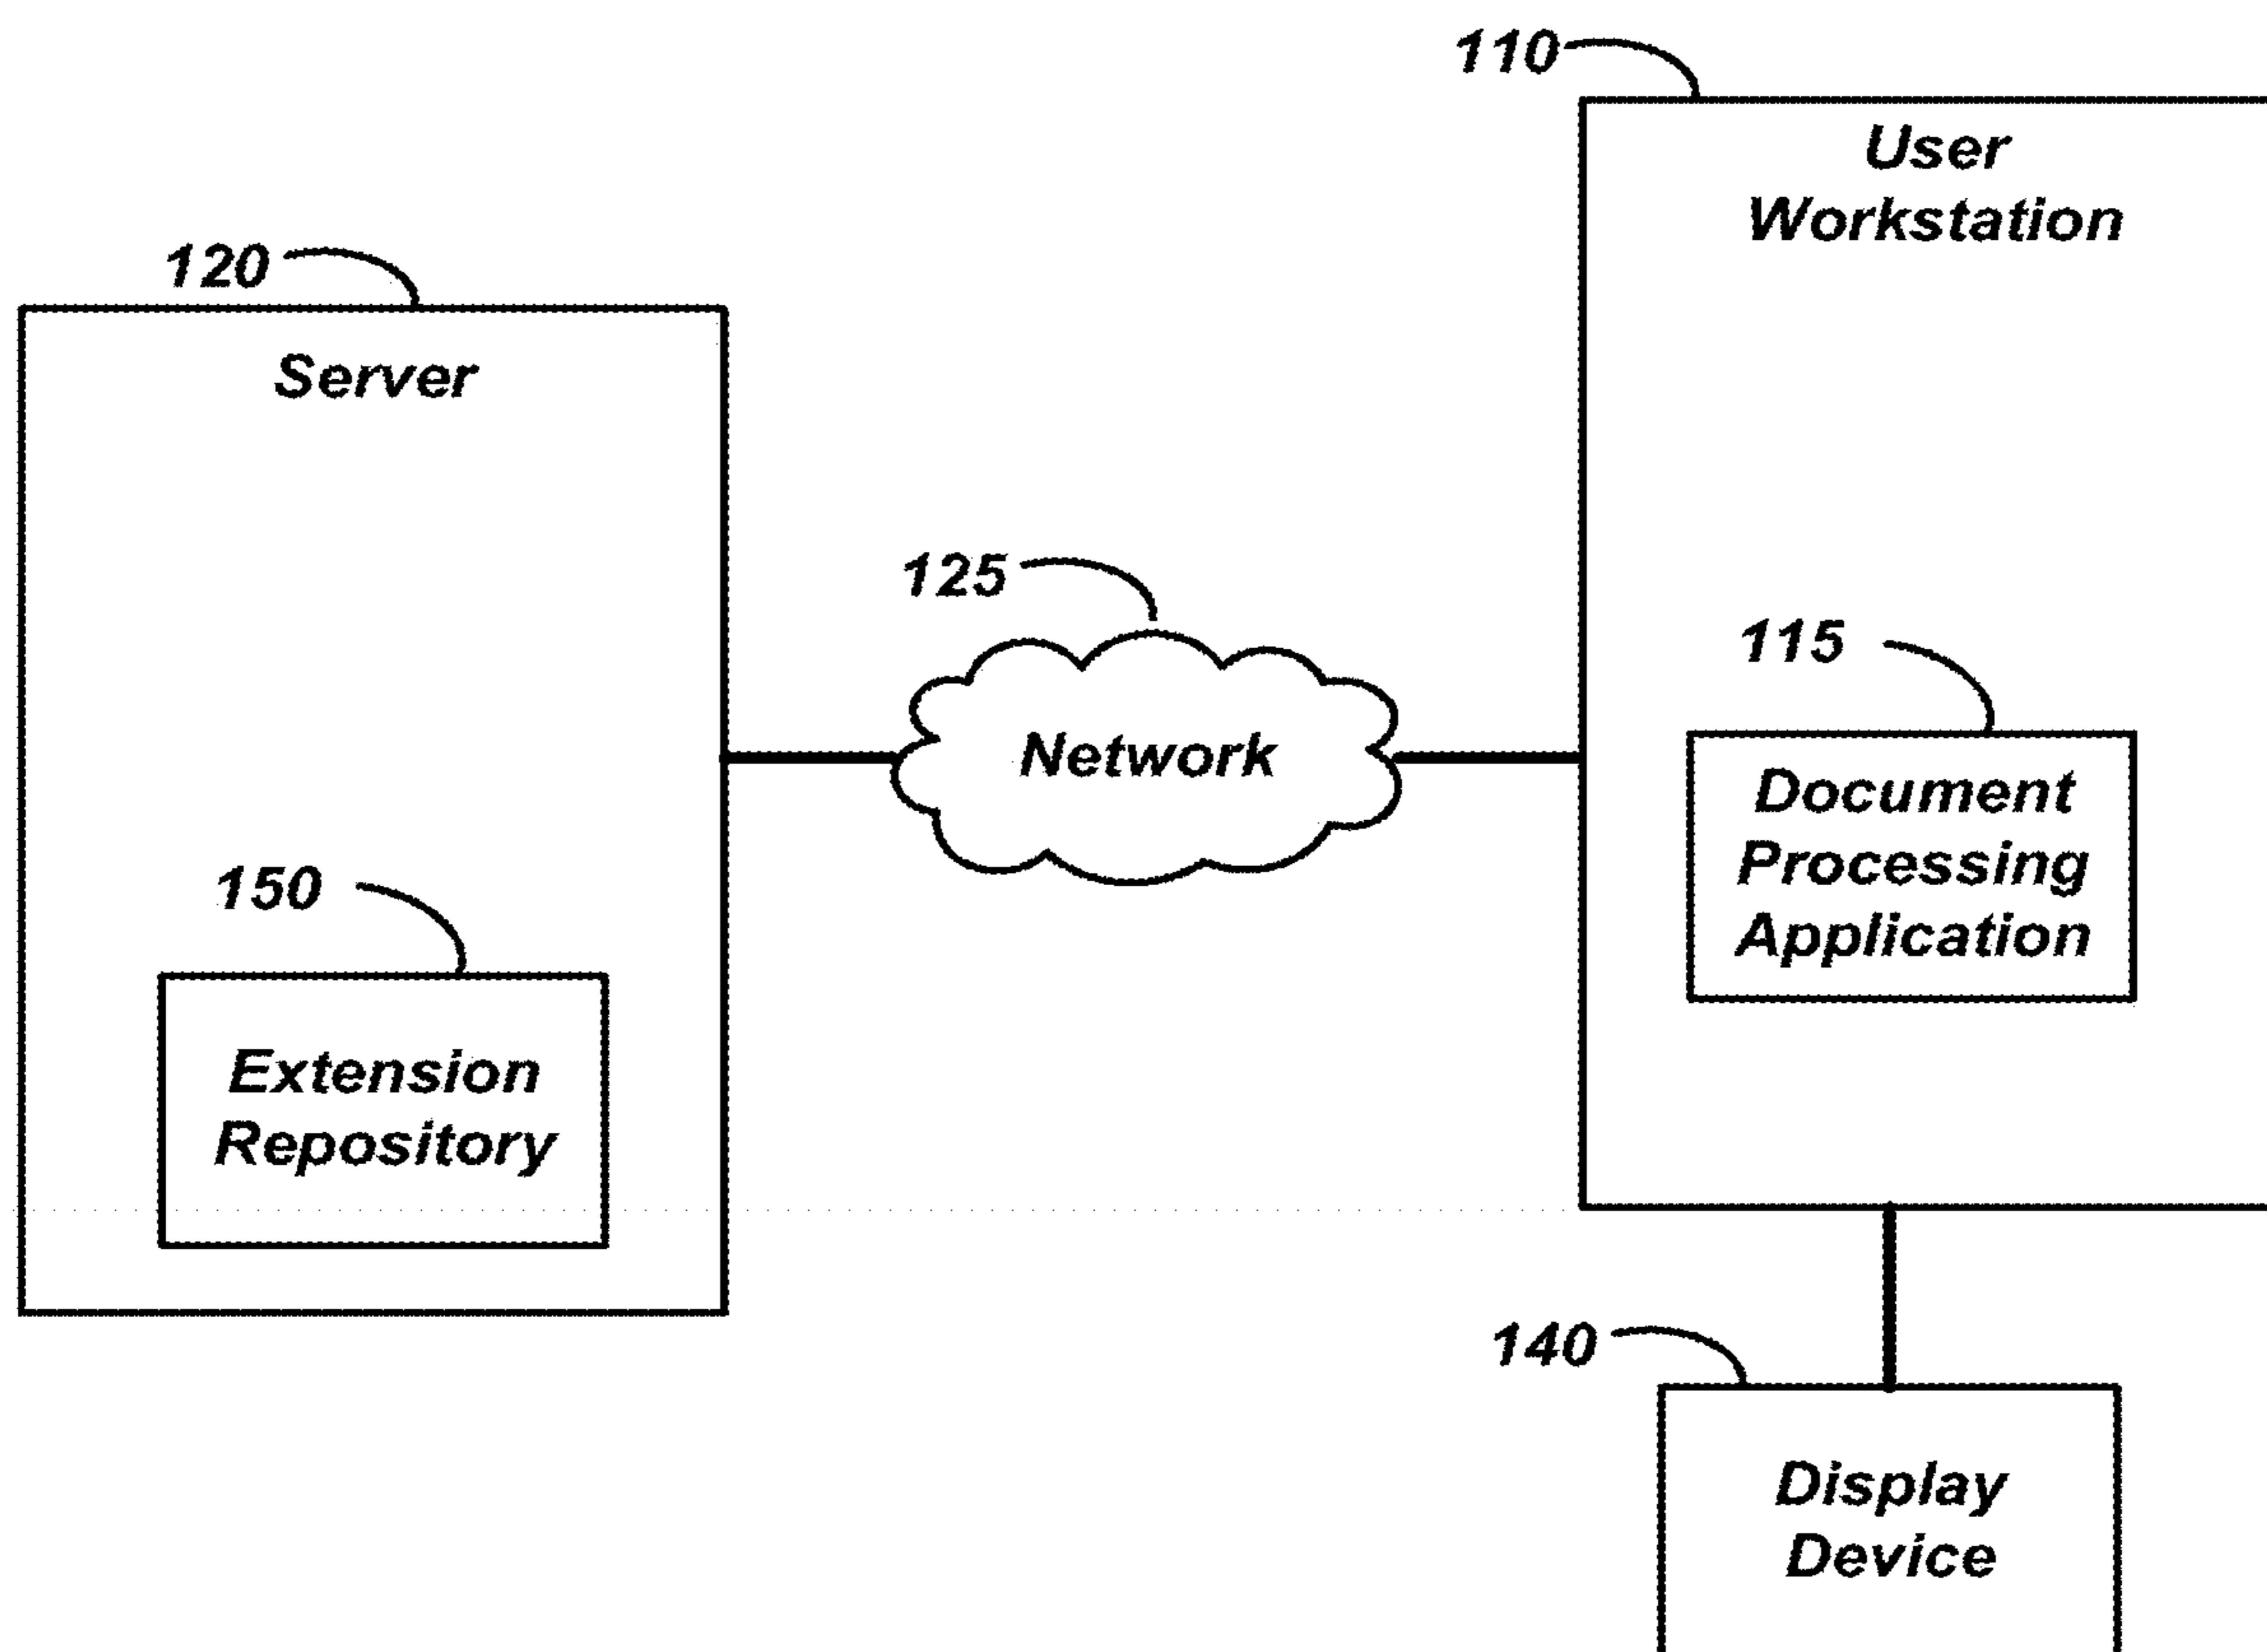 110
User
Workstation
120
Server
125
Network
115
Document
Processing
Application
150
Extension
Repository
140
Display
Device